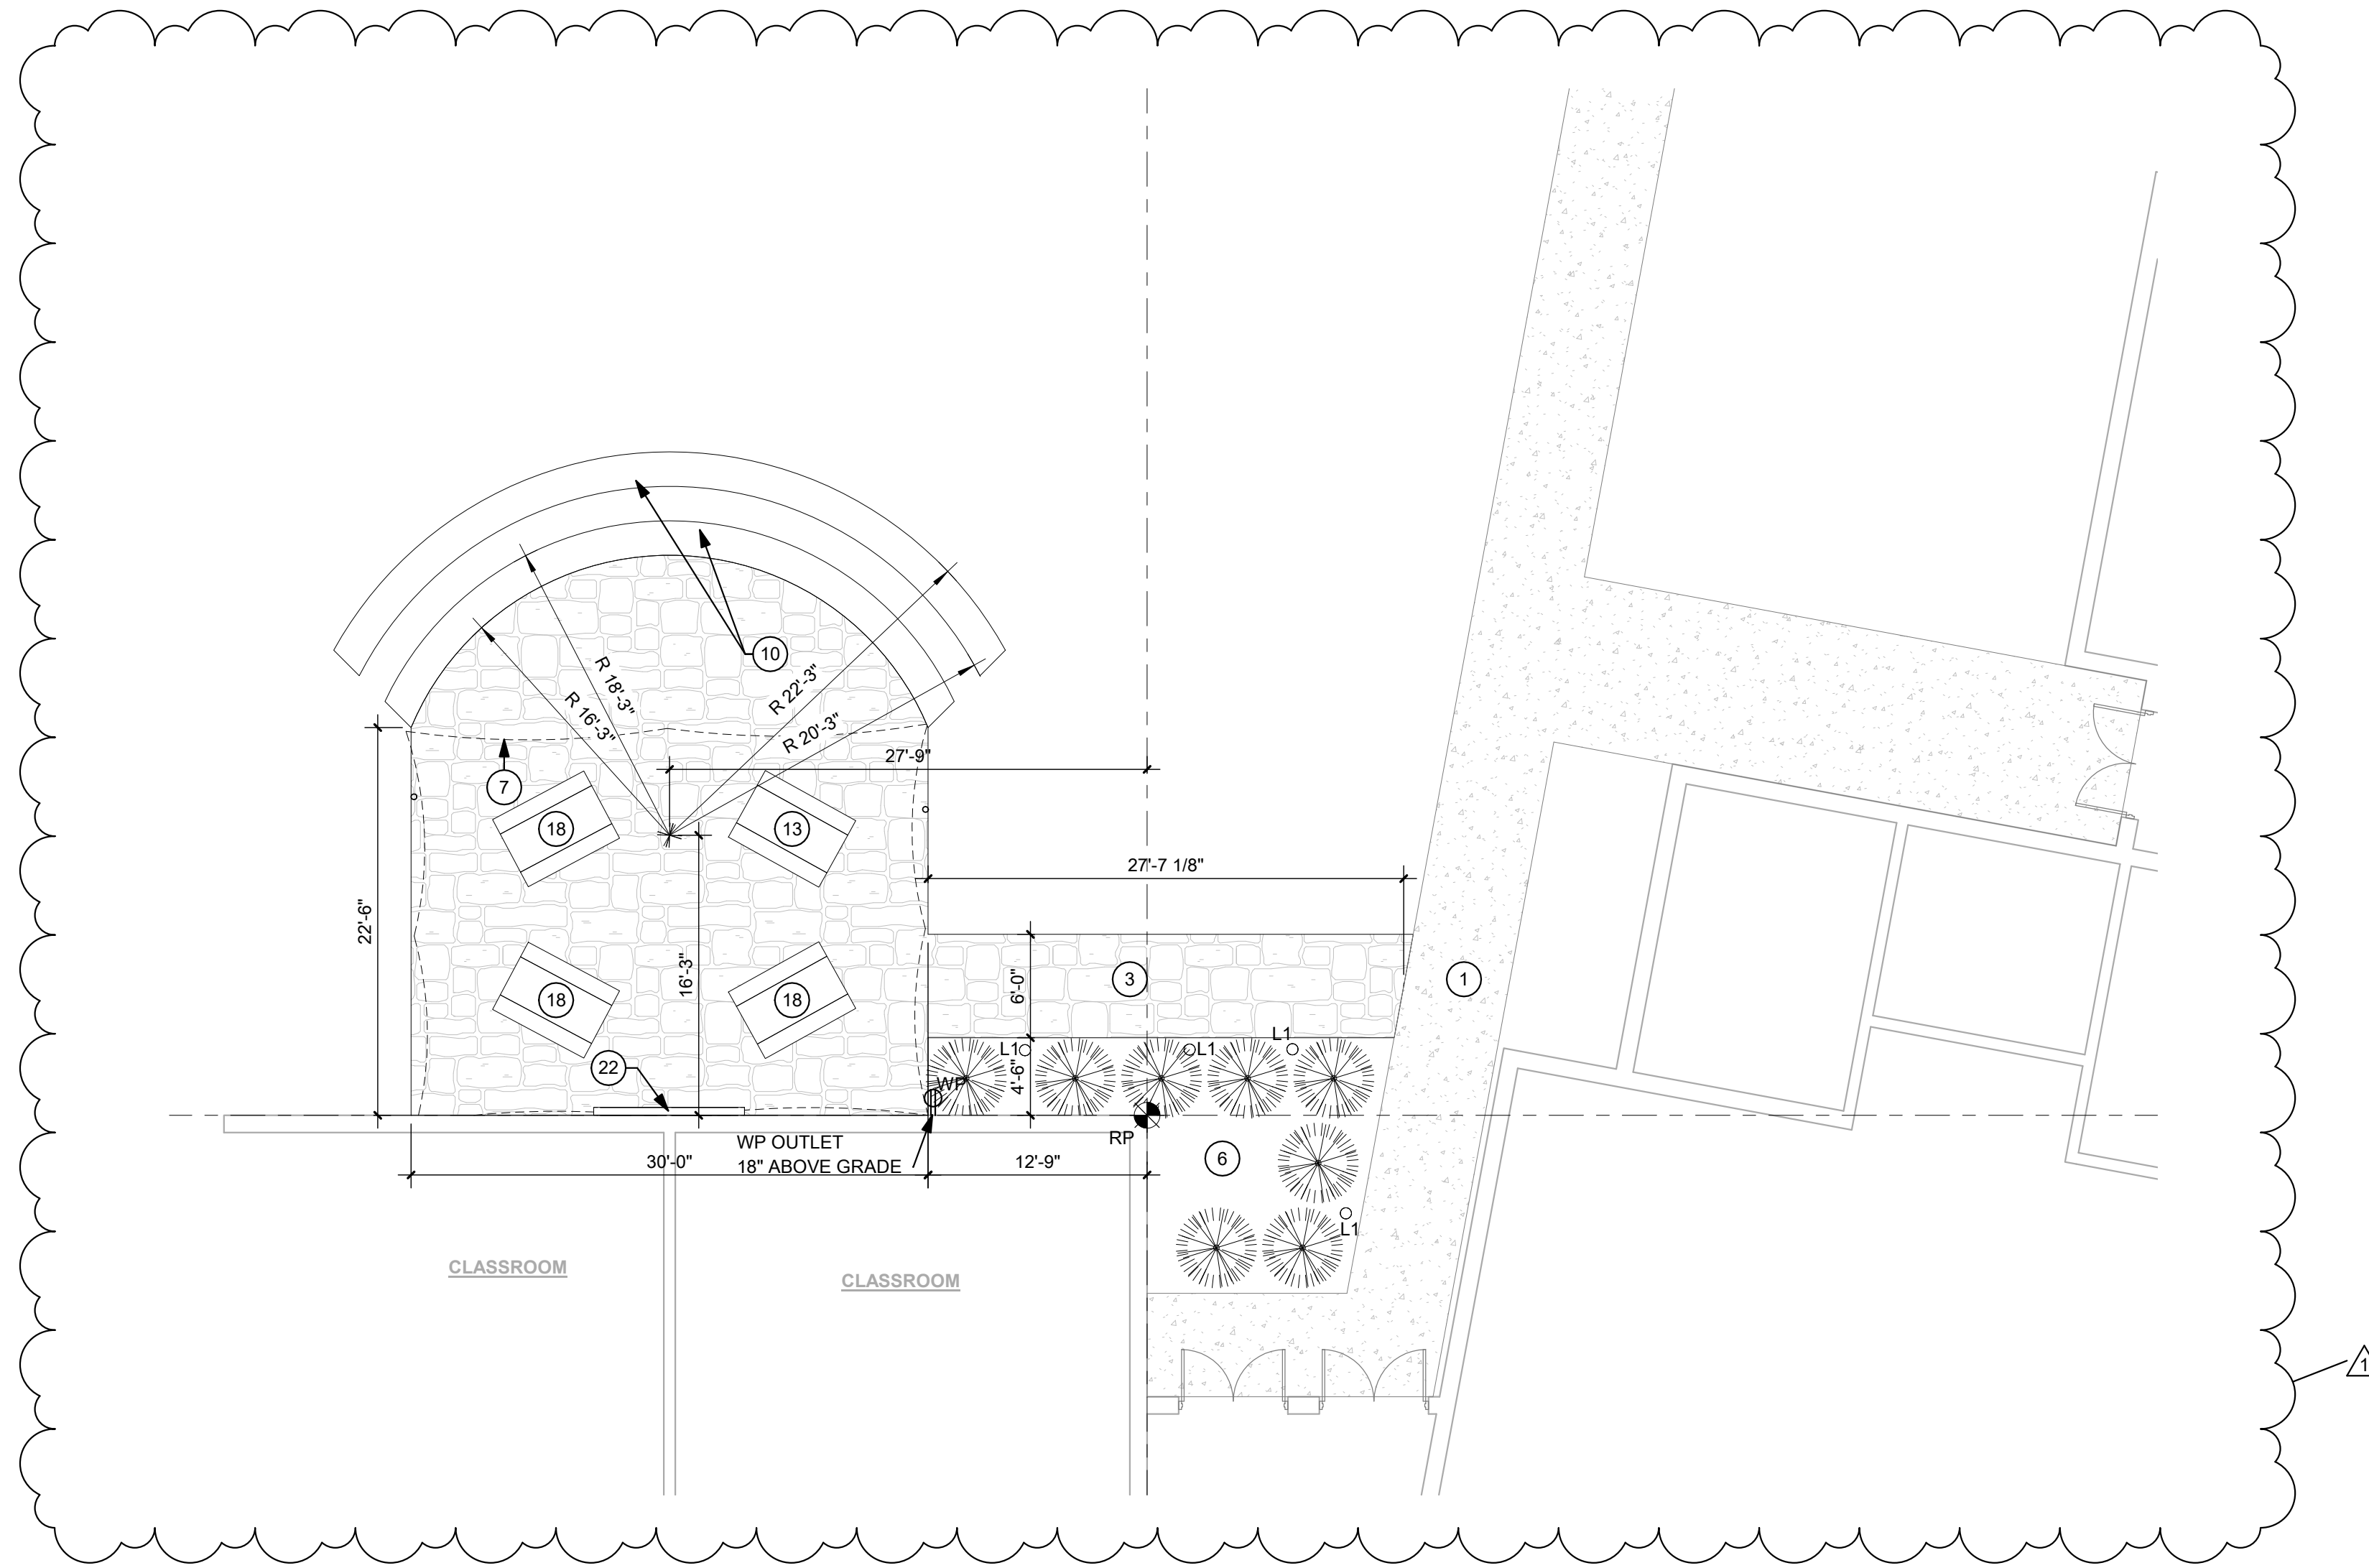 10
R 18'-3"
R 16'-3"
R 22'-3"
R 20'-3"
27'-9"
7
18
13
27'-7 1/8"
22'-6"
16'-3"
6'-0"
3
1
18
18
L1
L1
L1
4'-6"
22
WP
RP
WP OUTLET
18" ABOVE GRADE
30'-0"
12'-9"
6
L1
CLASSROOM
CLASSROOM
1